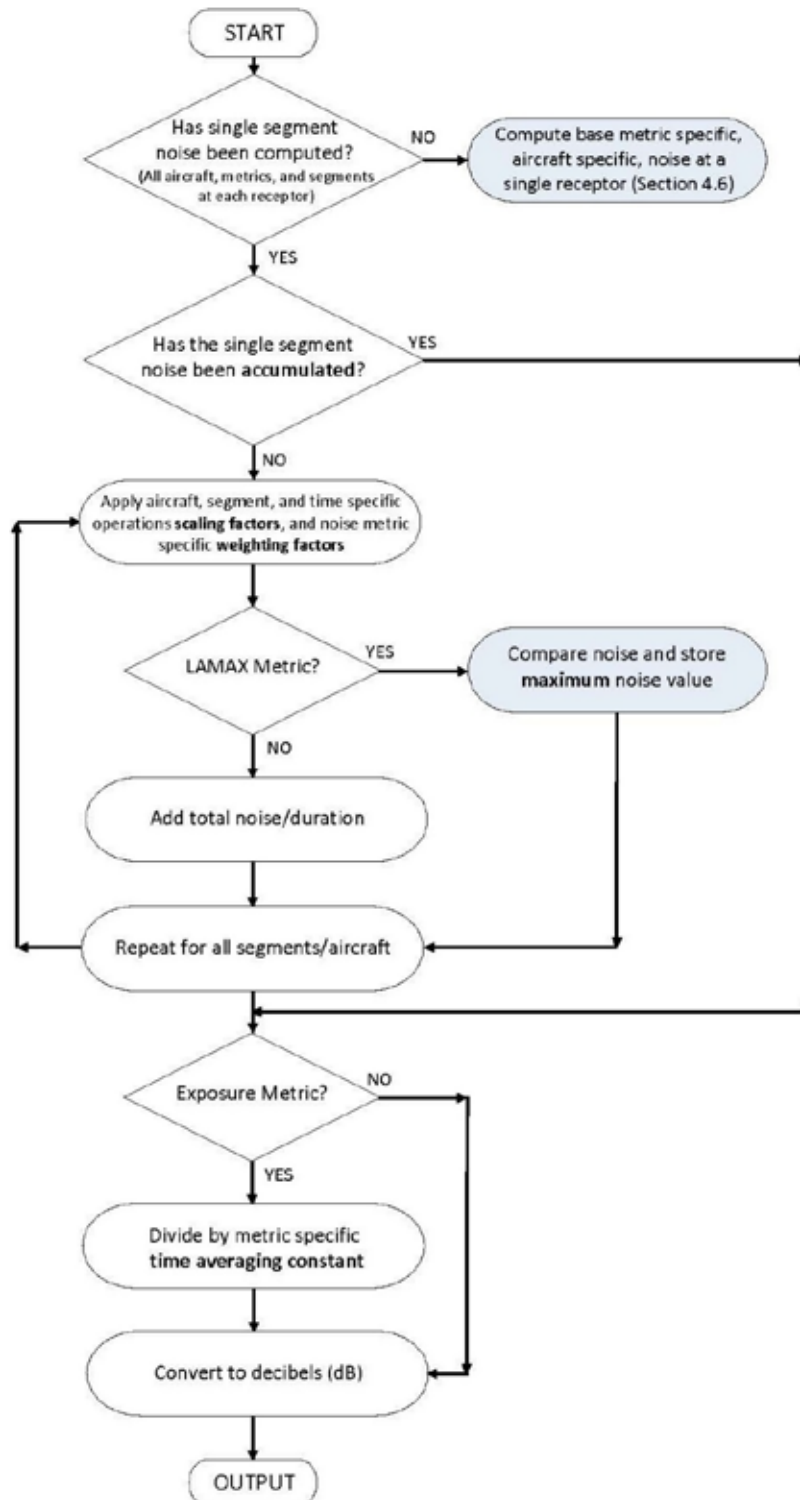 START
Has single segment
noise been computed?
(All aircraft, metrics, and segments
at each receptor)
NO
Compute base metric specific,
aircraft specific, noise at a
single receptor (Section 4.6)
YES
Has the single segment
noise been accumulated?
YES
NO
Apply aircraft, segment, and time specific
operations scaling factors, and noise metric
specific weighting factors
LAMAX Metric?
YES
Compare noise and store
maximum noise value
NO
Add total noise/duration
Repeat for all segments/aircraft
Exposure Metric?
NO
YES
Divide by metric specific
time averaging constant
Convert to decibels (dB)
OUTPUT